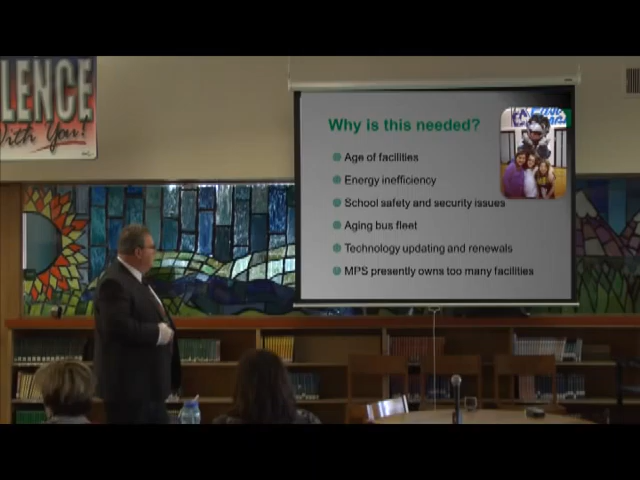 LENCE
With You!
Why is this needed?
Age of facilities
Energy inefficiency
School safety and security issues
Aging bus fleet
Technology updating and renewals
MPS presently owns too many facilities